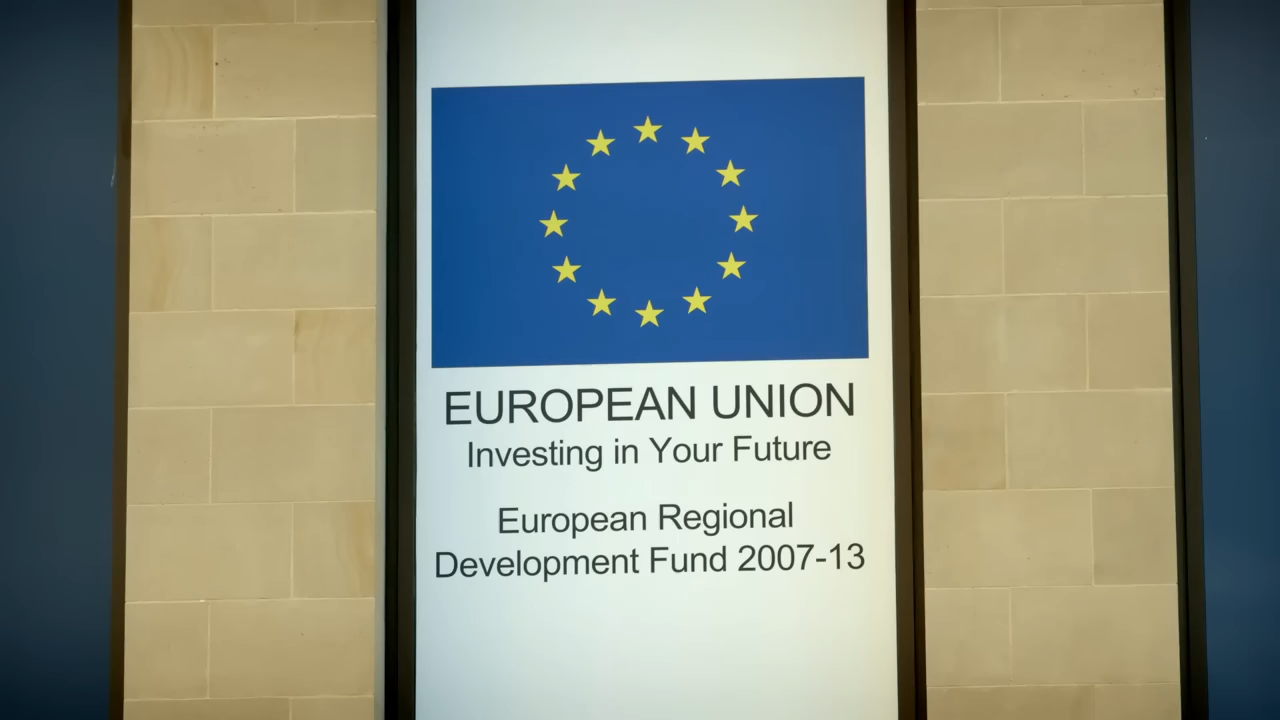 EUROPEAN UNION
Investing in Your Future
European Regional
Development Fund 2007-13